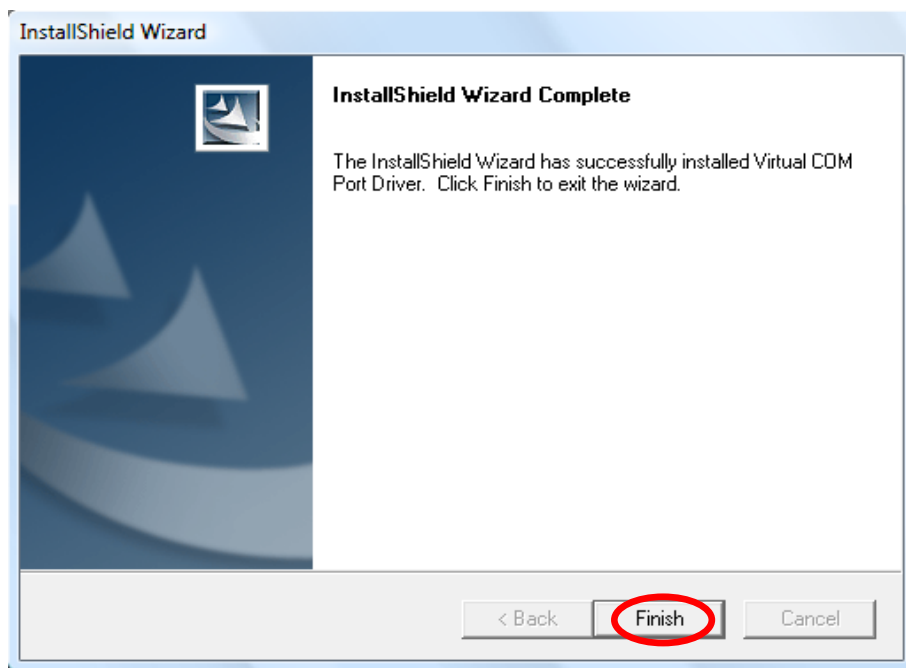 InstallShield Wizard
InstallShield Wizard Complete
The InstallShield Wizard has successfully installed Virtual COM
Port Driver.  Click Finish to exit the wizard.
< Back
Finish
Cancel